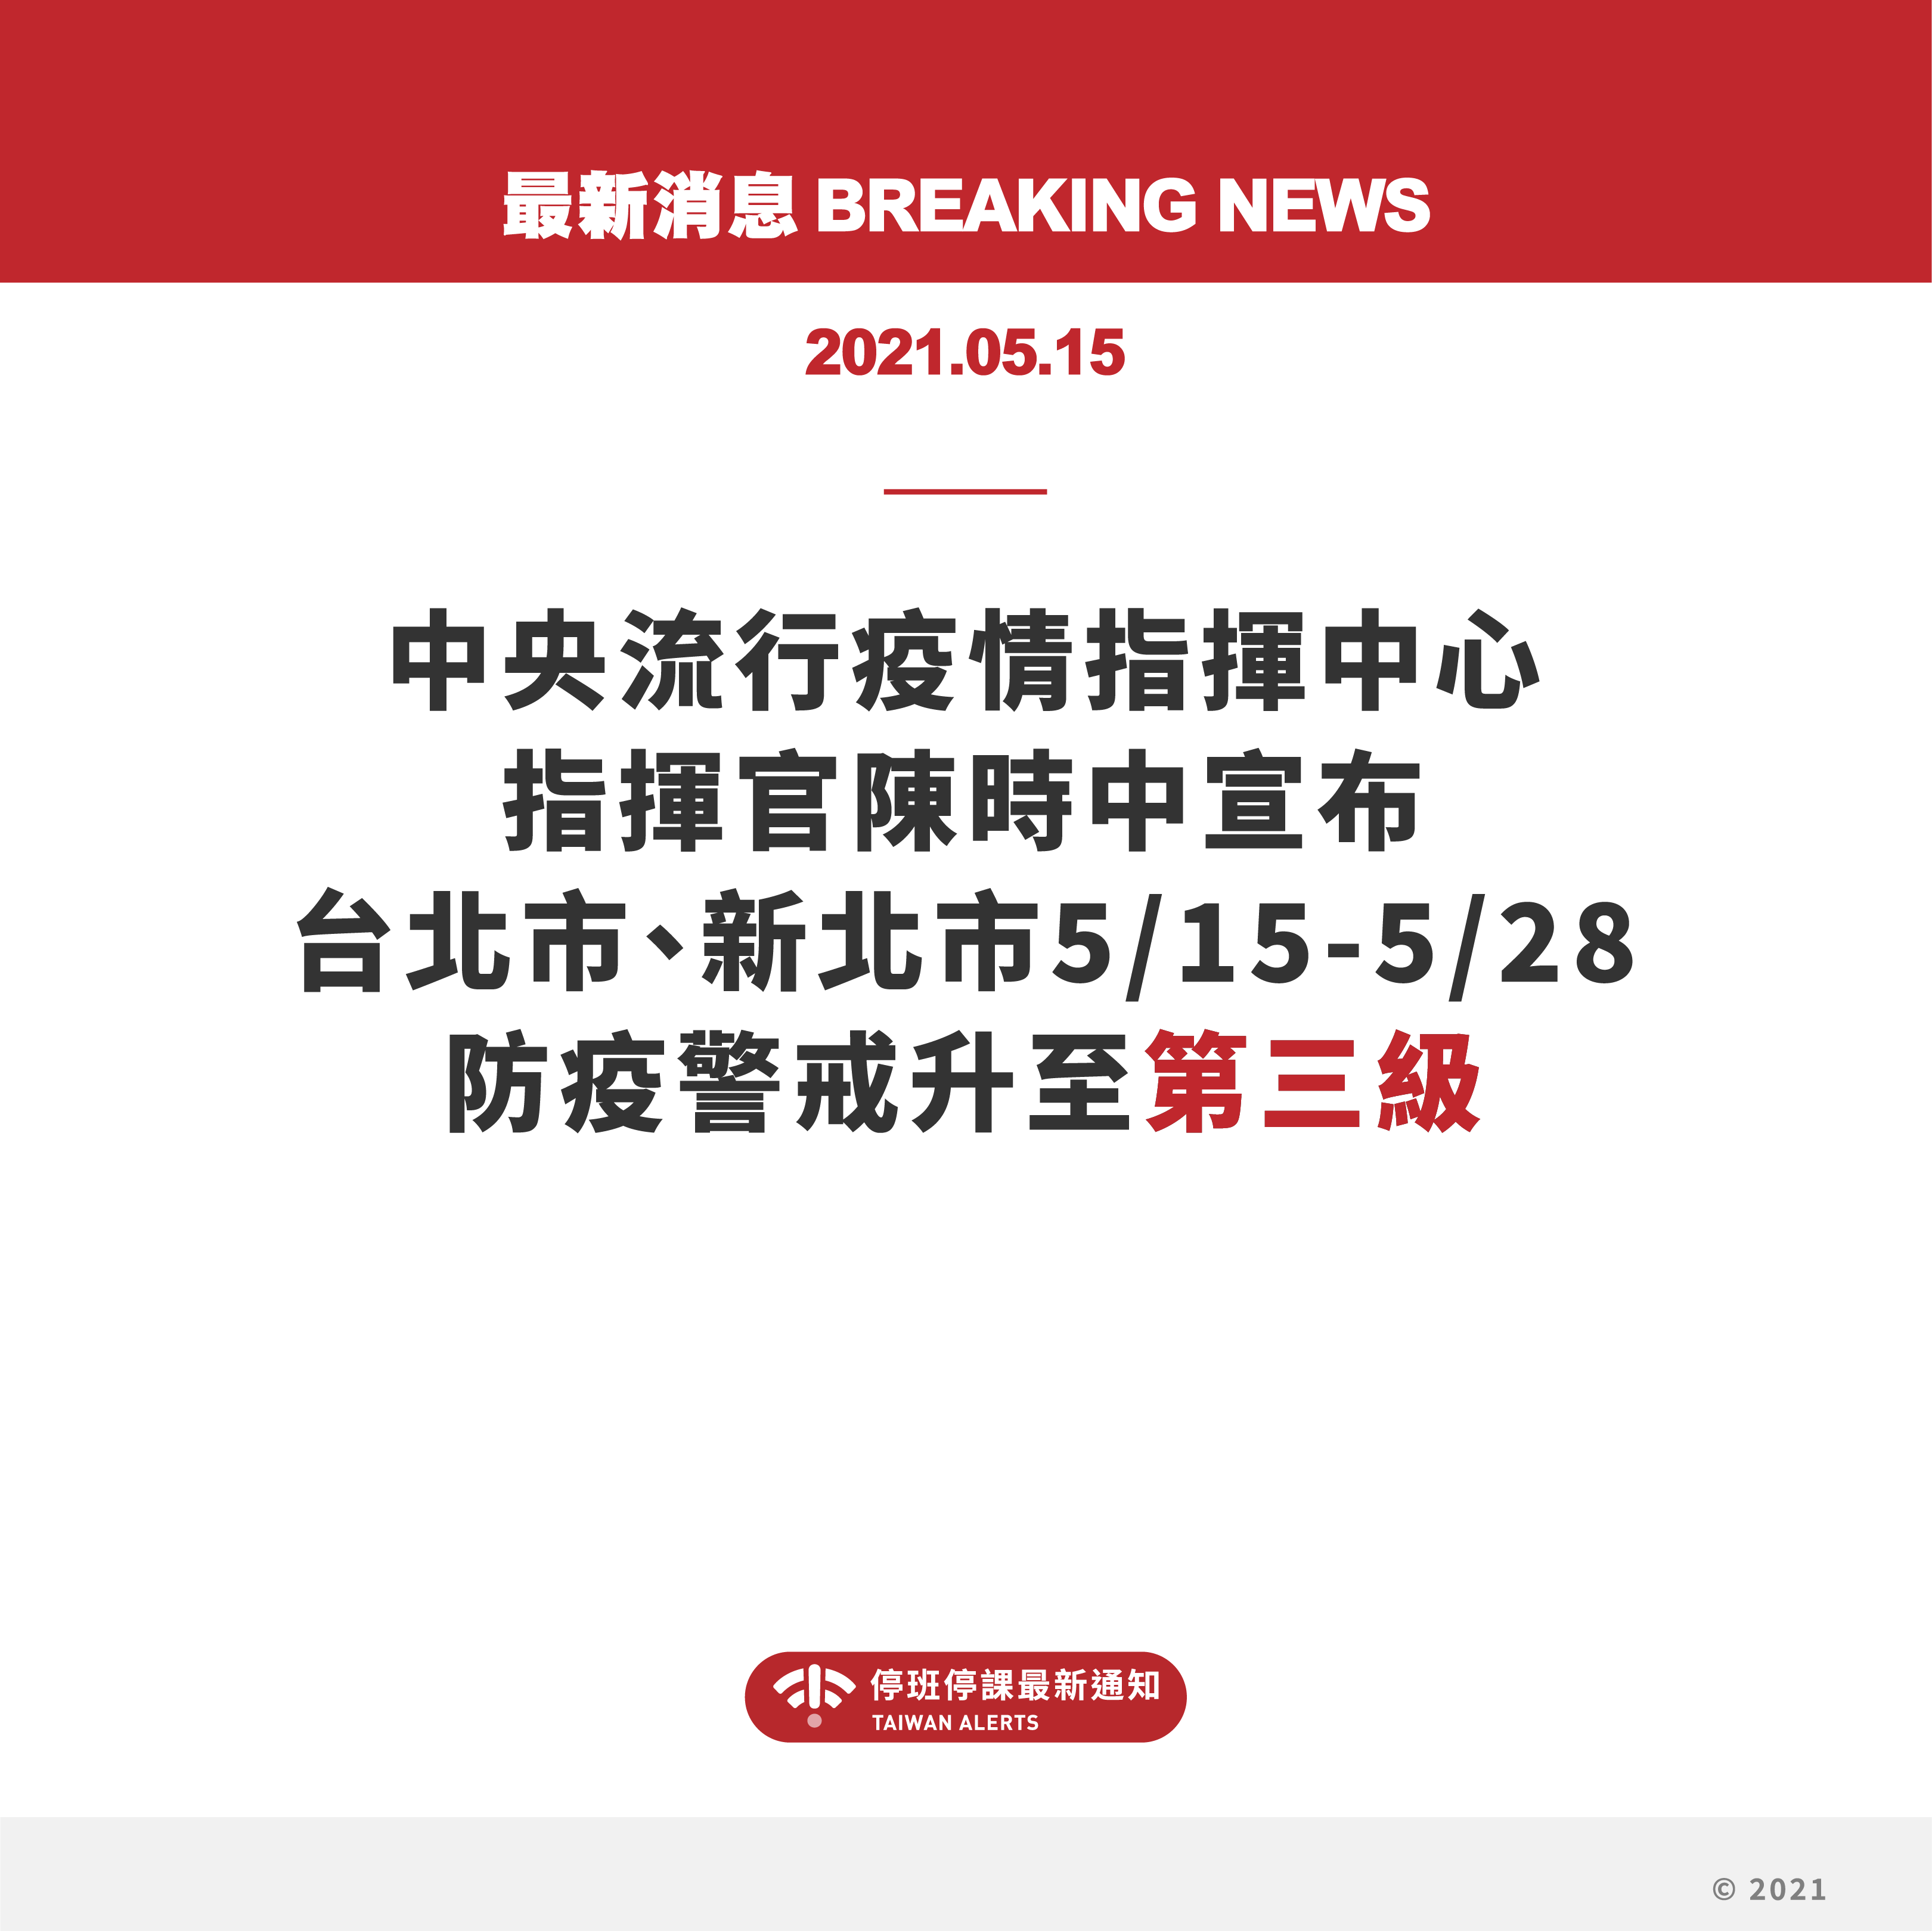 最新消息 BREAKING NEWS
2021.05.15
中央流行疫情指揮中心
指揮官陳時中宣布
台北市、新北市5/15-5/28
防疫警戒升至第三級
停班停課最新通知
TAIWAN ALERTS
© 2021